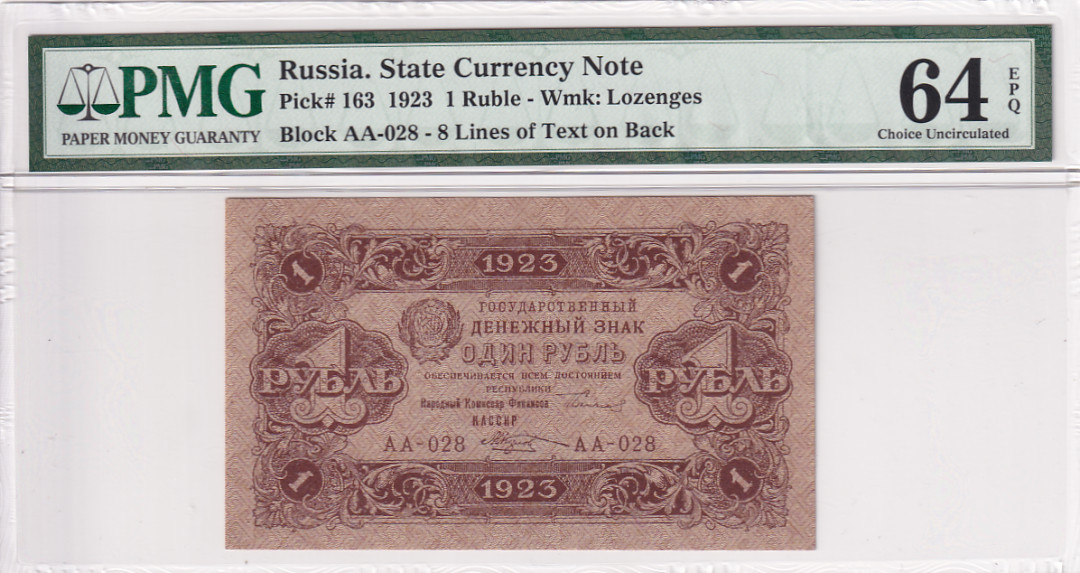 PMG
PAPER MONEY GUARANTY
Russia. State Currency Note
Pick# 163 1923 1 Ruble - Wmk: Lozenges
Block AA-028 - 8 Lines of Text on Back
64
EPQ
Choice Uncirculated
1 1923 1
ГОСУДАРСТВЕННЫЙ
ДЕНЕЖНЫЙ ЗНАК
ОДИН РУБЛЬ
1 РУБЛЬ
1 РУБЛЬ
ОБЕСПЕЧИВАЕТСЯ ВСЕМ ДОСТОЯНИЕМ
РЕСПУБЛИКИ
Народный Комиссар Финансов
КАССИР
АА-028 АА-028
1 1923 1